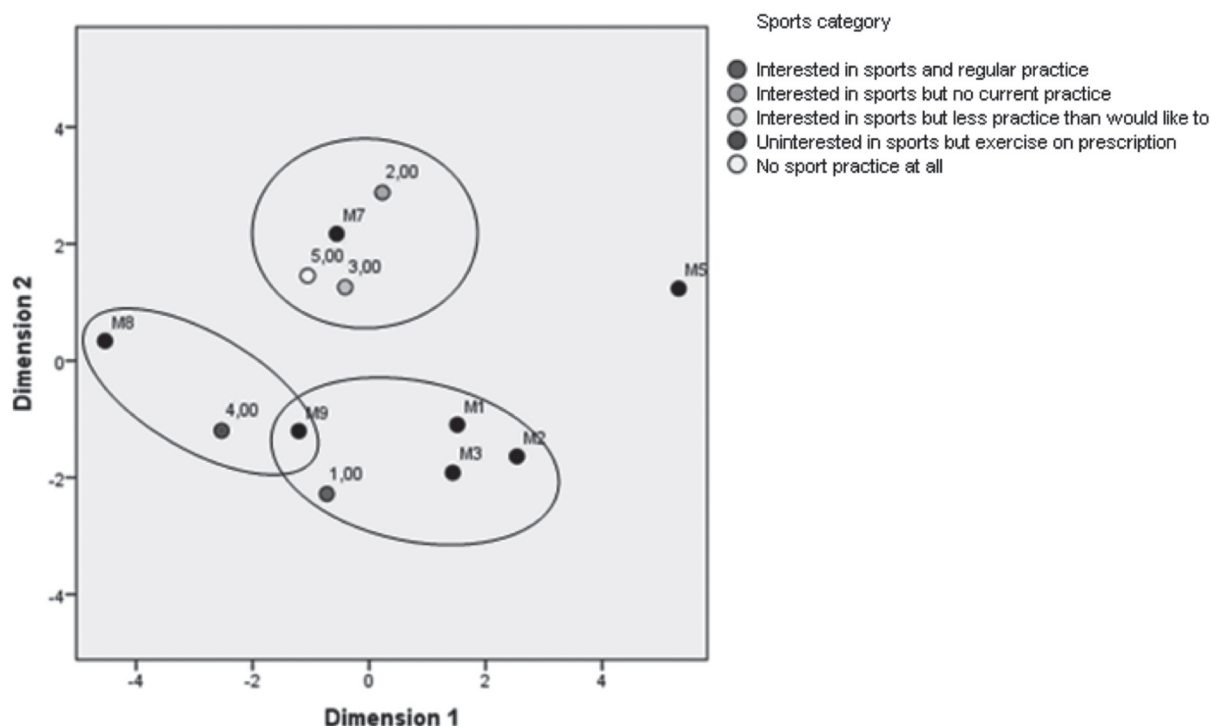 Sports category
Interested in sports and regular practice
Interested in sports but no current practice
Interested in sports but less practice than would like to
Uninterested in sports but exercise on prescription
No sport practice at all
4
2,00
M7
2
5,00
3,00
M5
M8
0
4,00
M9
M1
M2
M3
-2
1,00
-4
-4
-2
0
2
4
Dimension 2
Dimension 1